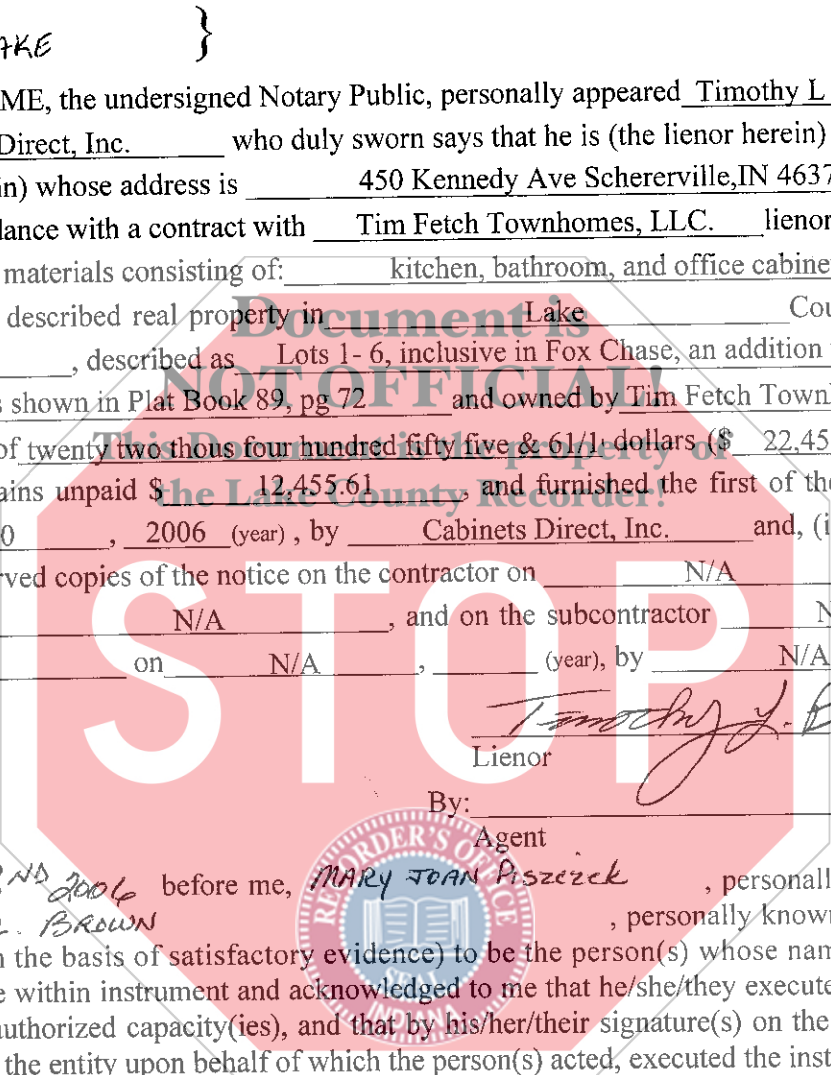 AKE }
ME, the undersigned Notary Public, personally appeared Timothy L
Direct, Inc. who duly sworn says that he is (the lienor herein)
in) whose address is 450 Kennedy Ave Schererville,IN 4637
lance with a contract with Tim Fetch Townhomes, LLC. lienor
materials consisting of: kitchen, bathroom, and office cabine
described real property in Lake Cou
, described as Lots 1- 6, inclusive in Fox Chase, an addition
s shown in Plat Book 89, pg 72 and owned by Tim Fetch Town
of twenty two thous four hundred fifty five & 61/1 dollars ($ 22,45
ains unpaid $ 12,455.61 , and furnished the first of the
0 , 2006 (year) , by Cabinets Direct, Inc. and, (i
rved copies of the notice on the contractor on N/A
N/A , and on the subcontractor N
on N/A , (year), by N/A
Timothy L. B
Lienor
By:
Agent
2ND 2006 before me, MARY JOAN Piszczek , personall
L. BROWN , personally known
n the basis of satisfactory evidence) to be the person(s) whose nam
e within instrument and acknowledged to me that he/she/they execute
authorized capacity(ies), and that by his/her/their signature(s) on the
the entity upon behalf of which the person(s) acted, executed the inst
Document is
NOT OFFICIAL!
This Document is the property of
the Lake County Recorder!
STOP
RECORDER'S OFFICE
SEAL
INDIANA